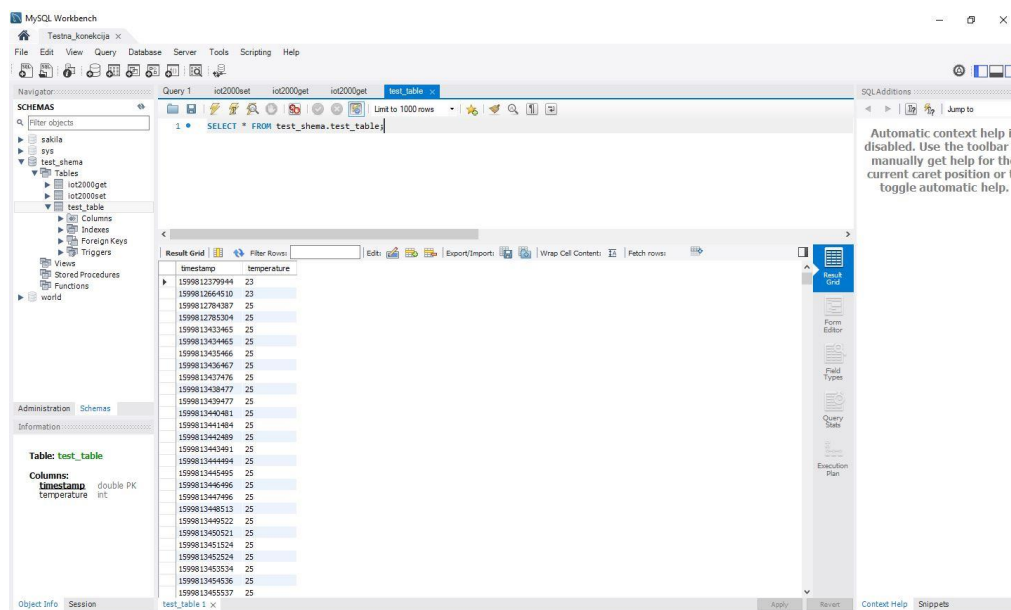 MySQL Workbench
Testna_konekcija ×
File Edit View Query Database Server Tools Scripting Help
Navigator
SCHEMAS
Filter objects
sakila
sys
test_shema
Tables
iot2000get
iot2000set
test_table
Columns
Indexes
Foreign Keys
Triggers
Views
Stored Procedures
Functions
world
Administration Schemas
Information
Table: test_table
Columns:
timestamp double PK
temperature int
Object Info Session
Query 1 iot2000set iot2000get iot2000get test_table ×
Limit to 1000 rows
1 SELECT * FROM test_shema.test_table;
Result Grid Filter Rows: Edit: Export/Import: Wrap Cell Content: Fetch rows:
timestamp temperature
1599812379944 23
1599812664510 23
1599812784387 25
1599812785304 25
1599813433465 25
1599813434465 25
1599813435466 25
1599813436467 25
1599813437476 25
1599813438477 25
1599813439477 25
1599813440481 25
1599813441484 25
1599813442489 25
1599813443491 25
1599813444494 25
1599813445495 25
1599813446496 25
1599813447496 25
1599813448513 25
1599813449522 25
1599813450521 25
1599813451524 25
1599813452524 25
1599813453534 25
1599813454536 25
1599813455537 25
Result
Grid
Form
Editor
Field
Types
Query
Stats
Execution
Plan
test_table 1 ×
Apply Revert
SQLAdditions
Jump to
Automatic context help i
disabled. Use the toolbar
manually get help for the
current caret position or t
toggle automatic help.
Context Help Snippets